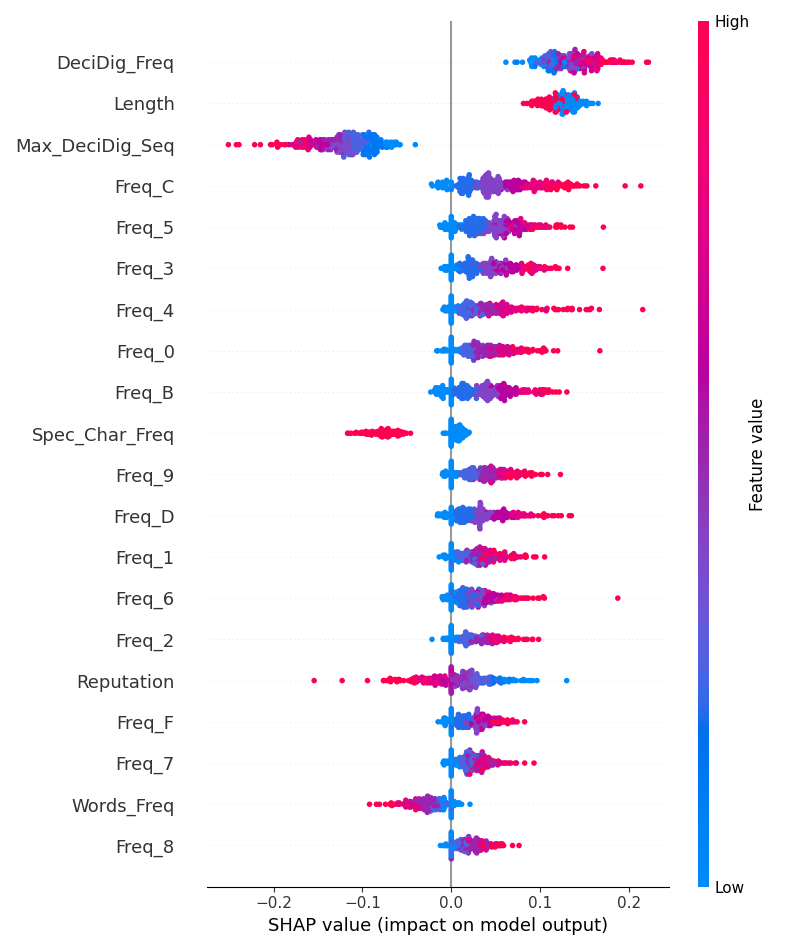 High
DeciDig_Freq
Length
Max_DeciDig_Seq
Freq_C
Freq_5
Freq_3
Freq_4
Freq_0
Freq_B
Spec_Char_Freq
Freq_9
Freq_D
Freq_1
Freq_6
Freq_2
Reputation
Freq_F
Freq_7
Words_Freq
Freq_8
Feature value
Low
−0.2 −0.1 0.0 0.1 0.2
SHAP value (impact on model output)